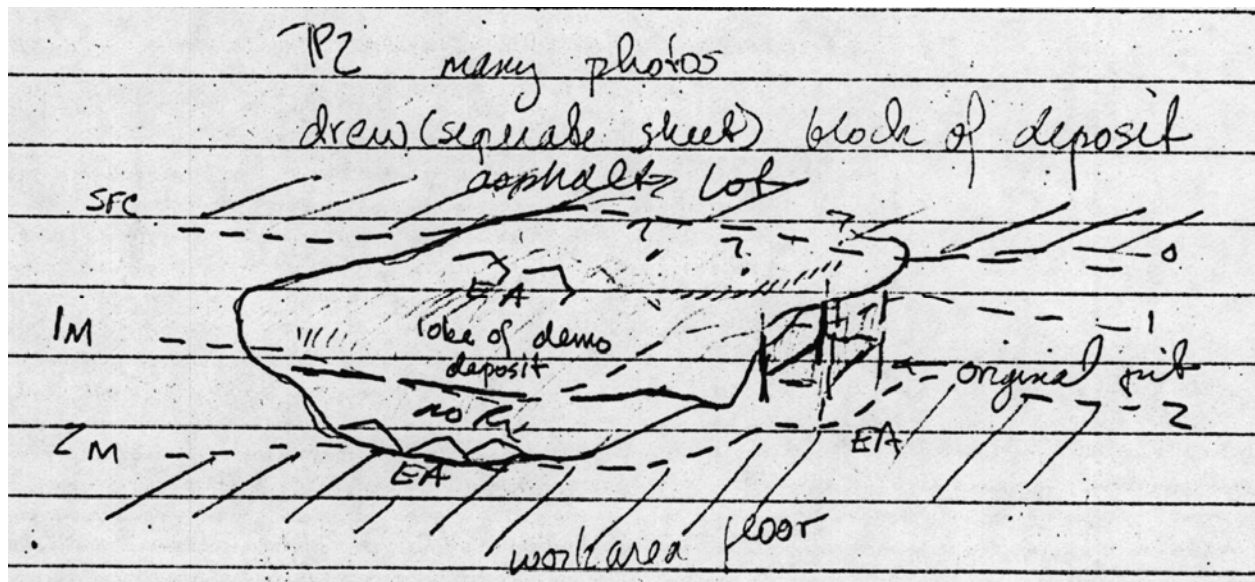 TP2 many photos
drew (separate sheet) block of deposit
asphalt lot
SFC
? ? ?
0
EA
1M
lobe of demo
deposit
1
original pit
no
2
2M
EA
EA
work area floor